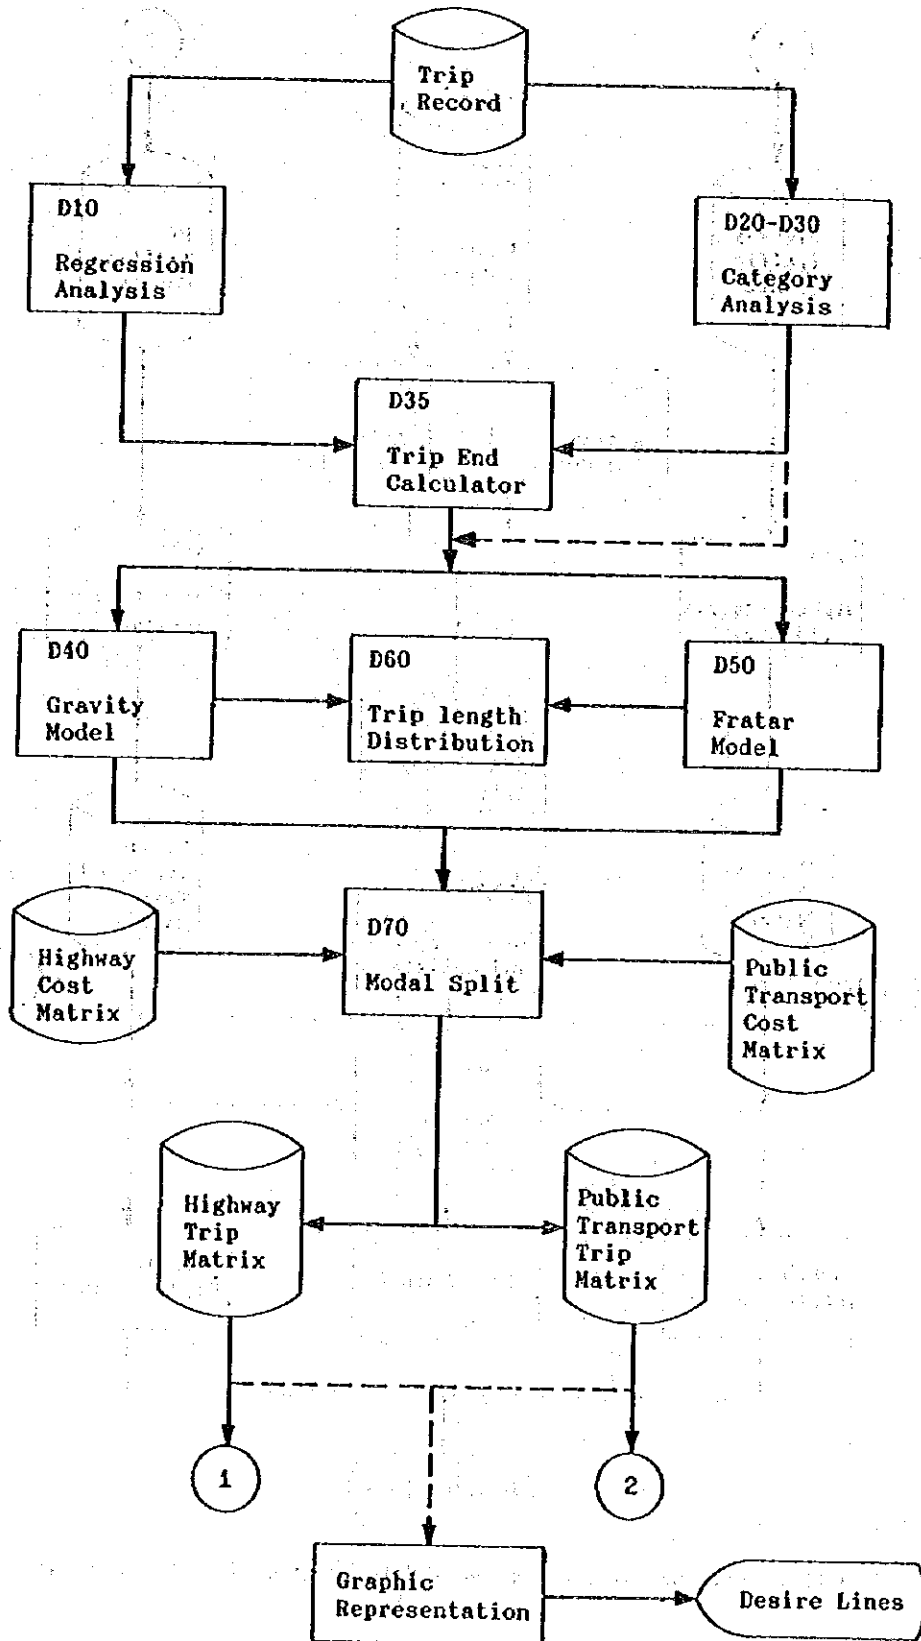 Trip
Record
D10
Regression
Analysis
D20-D30
Category
Analysis
D35
Trip End
Calculator
D40
Gravity
Model
D60
Trip length
Distribution
D50
Fratar
Model
Highway
Cost
Matrix
D70
Modal Split
Public
Transport
Cost
Matrix
Highway
Trip
Matrix
Public
Transport
Trip
Matrix
1
2
Graphic
Representation
Desire Lines